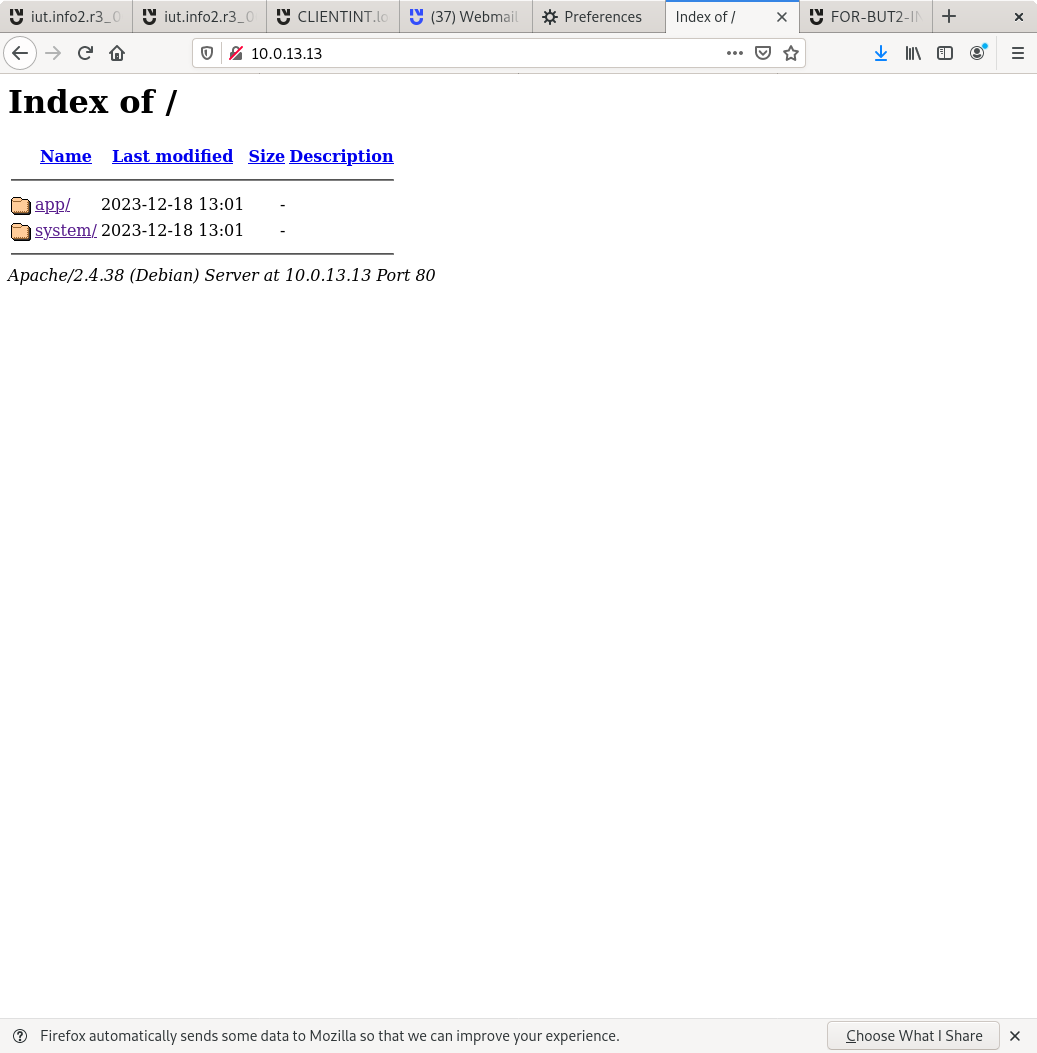 iut.info2.r3_0 iut.info2.r3_0 CLIENTINT.lo (37) Webmail Preferences Index of / FOR-BUT2-IN
10.0.13.13
Index of /
Name Last modified Size Description
app/ 2023-12-18 13:01 -
system/ 2023-12-18 13:01 -
Apache/2.4.38 (Debian) Server at 10.0.13.13 Port 80
Firefox automatically sends some data to Mozilla so that we can improve your experience. Choose What I Share